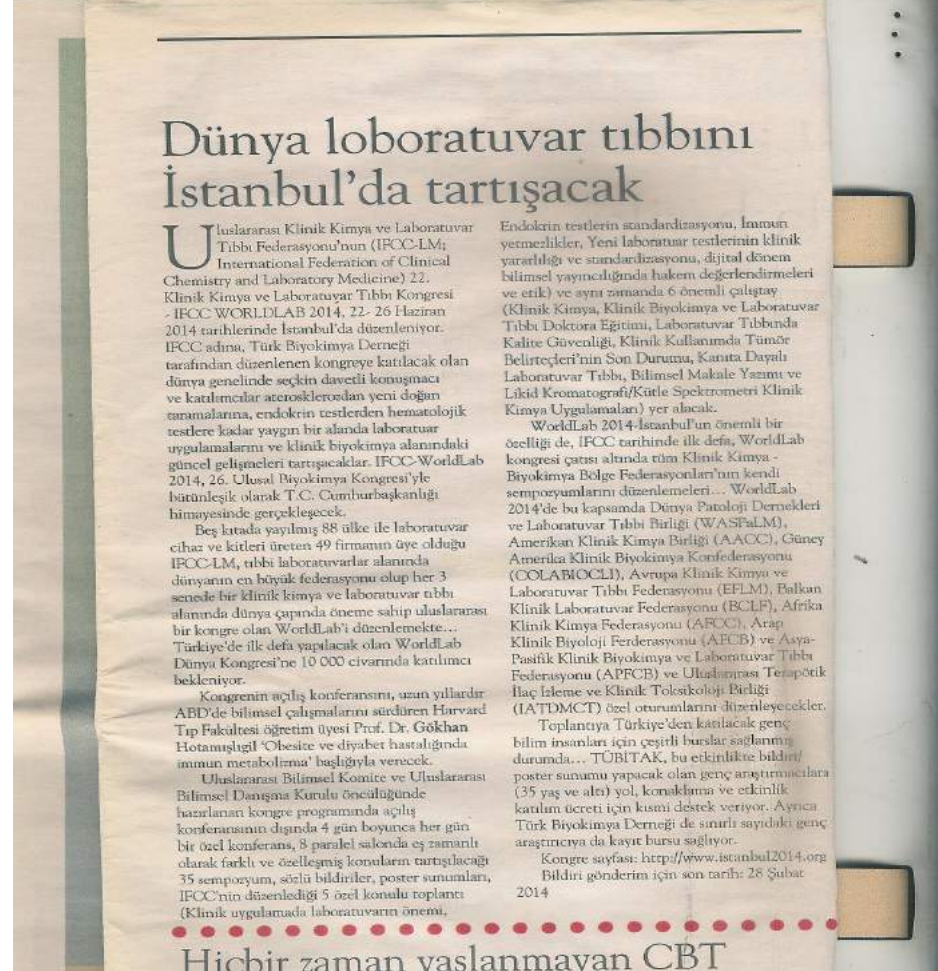 Dünya loboratuvar tıbbını
İstanbul'da tartışacak
Uluslararası Klinik Kimya ve Laboratuvar
Tıbbı Federasyonu'nun (IFCC-LM;
International Federation of Clinical
Chemistry and Laboratory Medicine) 22.
Klinik Kimya ve Laboratuyar Tıbbı Kongresi
- IFCC WORLDLAB 2014, 22- 26 Haziran
2014 tarihlerinde İstanbul'da düzenleniyor.
IFCC adına, Türk Biyokimya Derneği
tarafından düzenlenen kongreye katılacak olan
dünya genelinde seçkin davetli konuşmacı
ve katılımcılar aterosklerozdan yeni doğan
taramalarına, endokrin testlerden hematolojik
testlere kadar yaygın bir alanda laboratuar
uygulamalarını ve klinik biyokimya alanındaki
güncel gelişmeleri tartışacaklar. IFCC-WorldLab
2014, 26. Ulusal Biyokimya Kongresi'yle
bütünleşik olarak T.C. Cumhurbaşkanlığı
himayesinde gerçekleşecek.
Beş kıtada yayılmış 88 ülke ile laboratuvar
cihaz ve kitleri üreten 49 firmanın üye olduğu
IFCC-LM, tıbbi laboratuvarlar alanında
dünyanın en büyük federasyonu olup her 3
senede bir klinik kimya ve laboratuvar tıbbı
alanında dünya çapında öneme sahip uluslararası
bir kongre olan WorldLab'i düzenlemekte...
Türkiye'de ilk defa yapılacak olan WorldLab
Dünya Kongresi'ne 10 000 civarında katılımcı
bekleniyor.
Kongrenin açılış konferansını, uzun yıllardır
ABD'de bilimsel çalışmalarını sürdüren Harvard
Tıp Fakültesi öğretim üyesi Prof. Dr. Gökhan
Hotamışlıgil 'Obesite ve diyabet hastalığında
immun metabolizma' başlığıyla verecek.
Uluslararası Bilimsel Komite ve Uluslararası
Bilimsel Danışma Kurulu öncülüğünde
hazırlanan kongre programında açılış
konferansının dışında 4 gün boyunca her gün
bir özel konferans, 8 paralel salonda eş zamanlı
olarak farklı ve özelleşmiş konuların tartışılacağı
35 sempozyum, sözlü bildiriler, poster sunumları,
IFCC'nin düzenlediği 5 özel konulu toplantı
(Klinik uygulamada laboratuvarın önemi,
Endokrin testlerin standardizasyonu, İmmun
yetmezlikler, Yeni laboratuar testlerinin klinik
yararlılığı ve standardizasyonu, dijital dönem
bilimsel yayıncılığında hakem değerlendirmeleri
ve etik) ve aynı zamanda 6 önemli çalıştay
(Klinik Kimya, Klinik Biyokimya ve Laboratuvar
Tıbbı Doktora Eğitimi, Laboratuvar Tıbbında
Kalite Güvenliği, Klinik Kullanımda Tümör
Belirteçleri'nin Son Durumu, Kanıta Dayalı
Laboratuvar Tıbbı, Bilimsel Makale Yazımı ve
Likid Kromatografi/Kütle Spektrometri Klinik
Kimya Uygulamaları) yer alacak.
WorldLab 2014-İstanbul'un önemli bir
özelliği de, IFCC tarihinde ilk defa, WorldLab
kongresi çatısı altında tüm Klinik Kimya -
Biyokimya Bölge Federasyonları'nın kendi
sempozyumlarını düzenlemeleri... WorldLab
2014'de bu kapsamda Dünya Patoloji Dernekleri
ve Laboratuvar Tıbbi Birliği (WASPaLM),
Amerikan Klinik Kimya Birliği (AACC), Güney
Amerika Klinik Biyokimya Konfederasyonu
(COLABIOCLI), Avrupa Klinik Kimya ve
Laboratuvar Tıbbı Federasyonu (EFLM), Balkan
Klinik Laboratuvar Federasyonu (BCLF), Afrika
Klinik Kimya Federasyonu (AFCC), Arap
Klinik Biyoloji Ferderasyonu (AFCB) ve Asya-
Pasifik Klinik Biyokimya ve Laboratuvar Tıbbı
Federasyonu (APFCB) ve Uluslararası Terapötik
İlaç İzleme ve Klinik Toksikoloji Birliği
(IATDMCT) özel oturumlarını düzenleyecekler.
Toplantıya Türkiye'den katılacak genç
bilim insanları için çeşitli burslar sağlanmış
durumda... TÜBİTAK, bu etkinlikte bildiri/
poster sunumu yapacak olan genç araştırmacılara
(35 yaş ve altı) yol, konaklama ve etkinlik
katılım ücreti için kısmi destek veriyor. Ayrıca
Türk Biyokimya Derneği de sınırlı sayıdaki genç
araştırıcıya da kayıt bursu sağlıyor.
Kongre sayfası: http://www.istanbul2014.org
Bildiri gönderim için son tarih: 28 Şubat
2014
Hiçbir zaman yaşlanmayan CBT